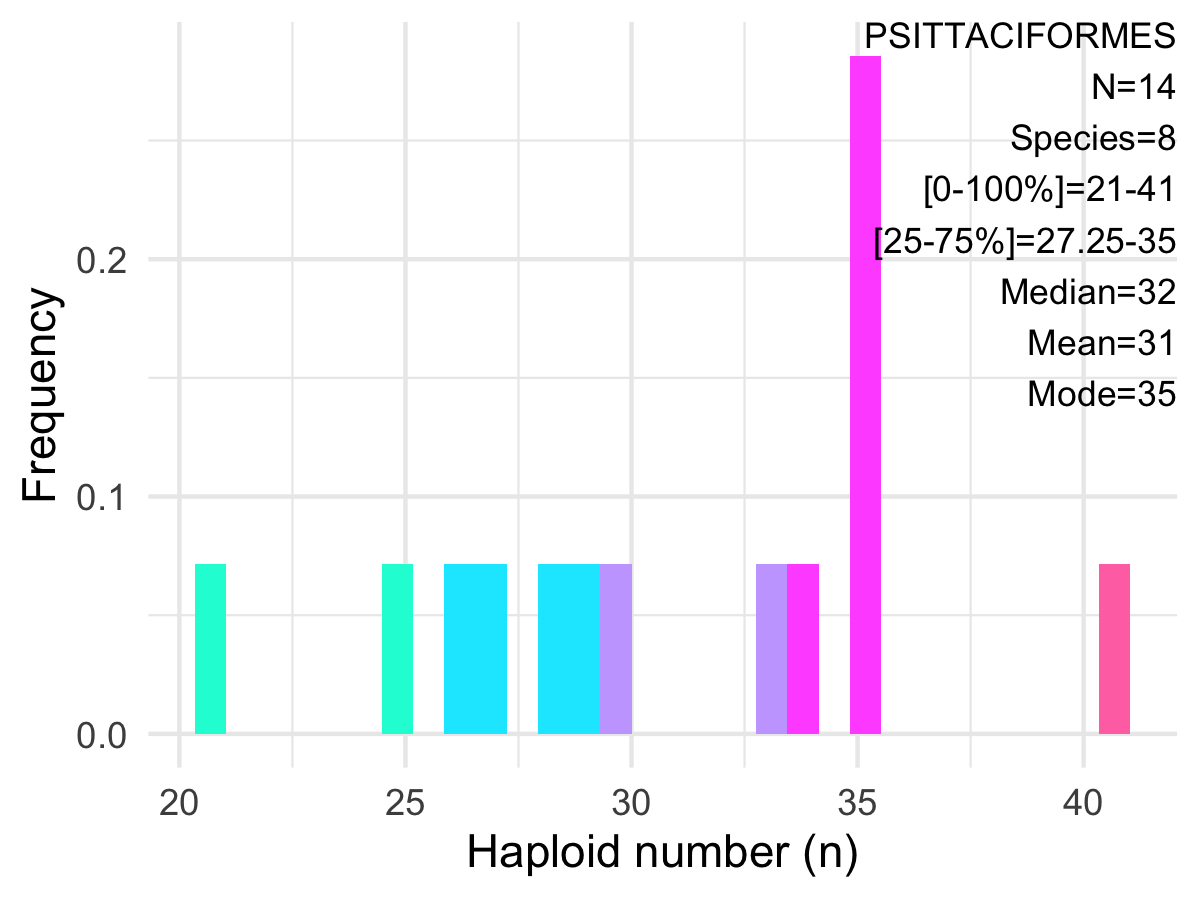 PSITTACIFORMES
N=14
Species=8
[0-100%]=21-41
[25-75%]=27.25-35
Median=32
Mean=31
Mode=35
Frequency
0.2
0.1
0.0
20 25 30 35 40
Haploid number (n)